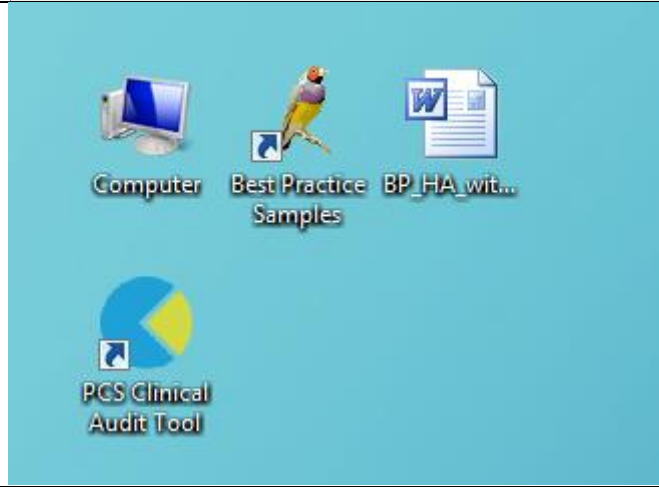 Computer
Best Practice
Samples
BP_HA_wit...
PCS Clinical
Audit Tool